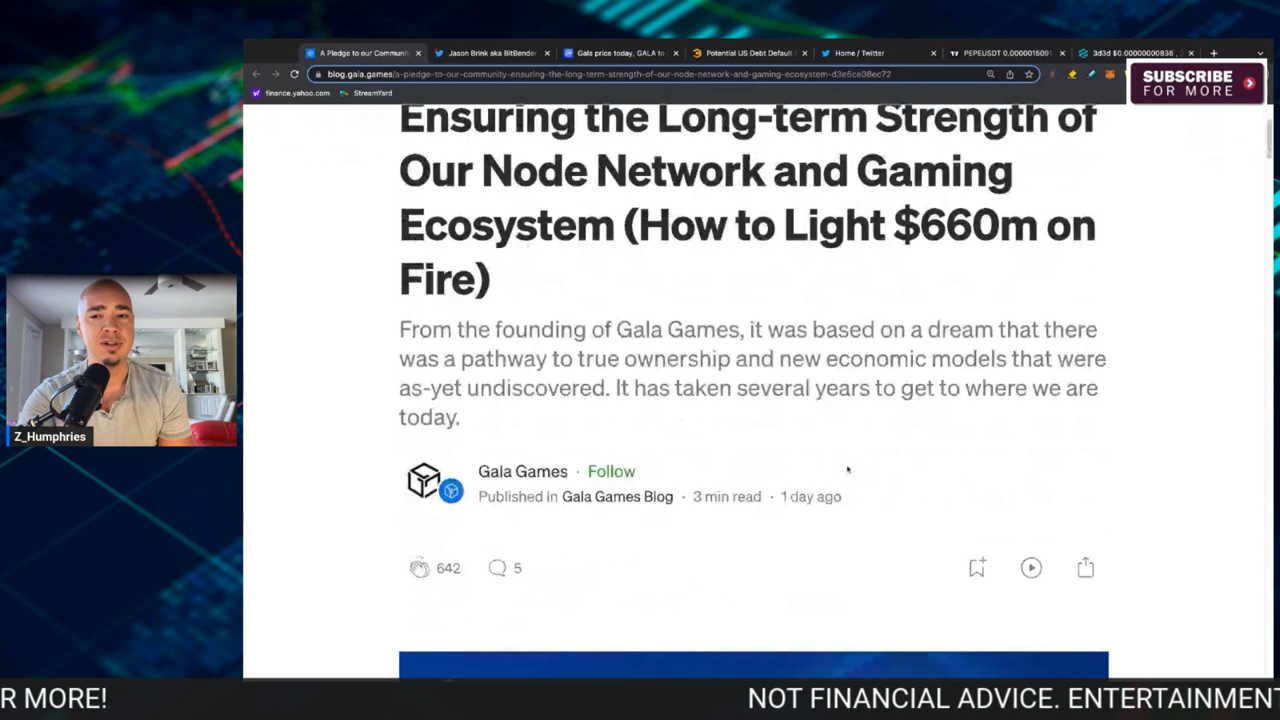 A Pledge to our Communit
Jason Brink aka BitBender
Gala price today, GALA to
Potential US Debt Default
Home / Twitter
3d3d $0.00000000836
blog.gala.games/a-pledge-to-our-community-ensuring-the-long-term-strength-of-our-node-network-and-gaming-ecosystem-d3e5ca08ec72
finance.yahoo.com
StreamYard
SUBSCRIBE
FOR MORE
Ensuring the Long-term Strength of
Our Node Network and Gaming
Ecosystem (How to Light $660m on
Fire)
From the founding of Gala Games, it was based on a dream that there
was a pathway to true ownership and new economic models that were
as-yet undiscovered. It has taken several years to get to where we are
today.
Gala Games · Follow
Published in Gala Games Blog · 3 min read · 1 day ago
642
5
Z_Humphries
R MORE!
NOT FINANCIAL ADVICE. ENTERTAINMENT